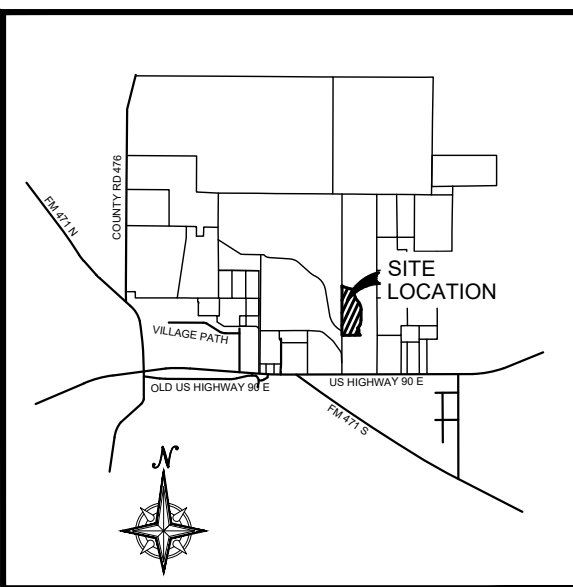 COUNTY RD 476
FM 471 N
SITE
LOCATION
VILLAGE PATH
OLD US HIGHWAY 90 E
US HIGHWAY 90 E
FM 471 S
N